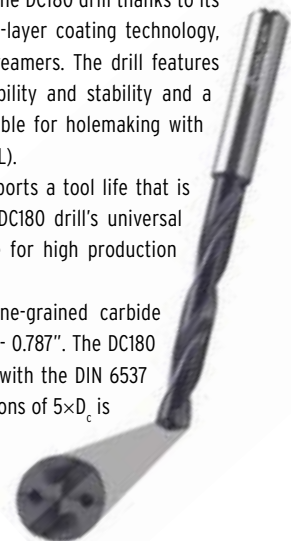 he DC180 drill thanks to its
-layer coating technology,
reamers. The drill features
bility and stability and a
ble for holemaking with
L).
ports a tool life that is
DC180 drill's universal
for high production
ne-grained carbide
- 0.787". The DC180
with the DIN 6537
ons of 5×Dc is